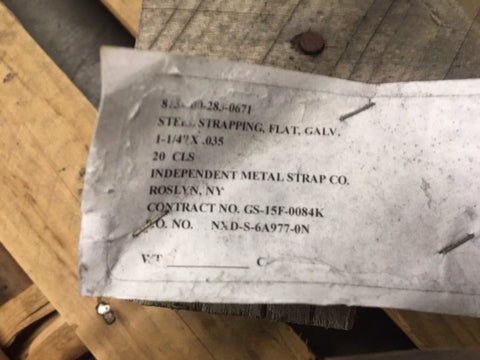 STEEL STRAPPING, FLAT, GALV.
1-1/4" X .035
20 CLS
INDEPENDENT METAL STRAP CO.
ROSLYN, NY
CONTRACT NO. GS-15F-0084K
P.O. NO. NXD-S-6A977-0N